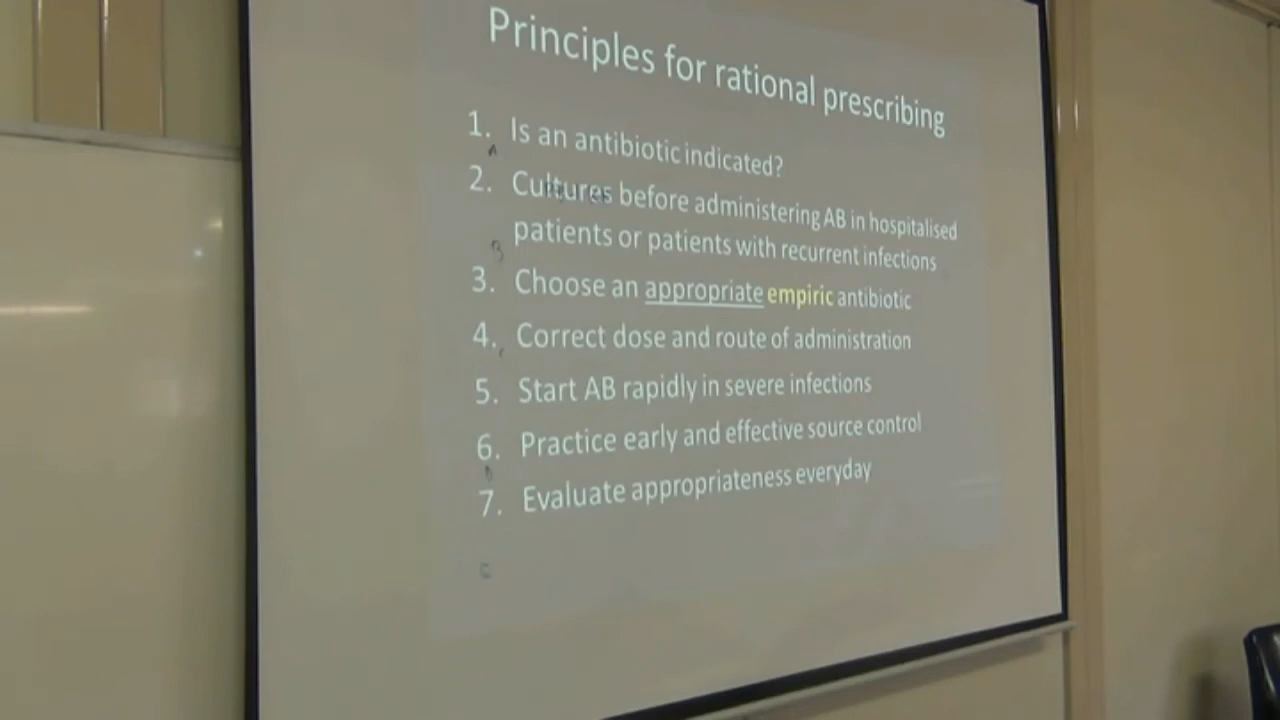 Principles for rational prescribing
1. Is an antibiotic indicated?
2. Cultures before administering AB in hospitalised
patients or patients with recurrent infections
3. Choose an appropriate empiric antibiotic
4. Correct dose and route of administration
5. Start AB rapidly in severe infections
6. Practice early and effective source control
7. Evaluate appropriateness everyday